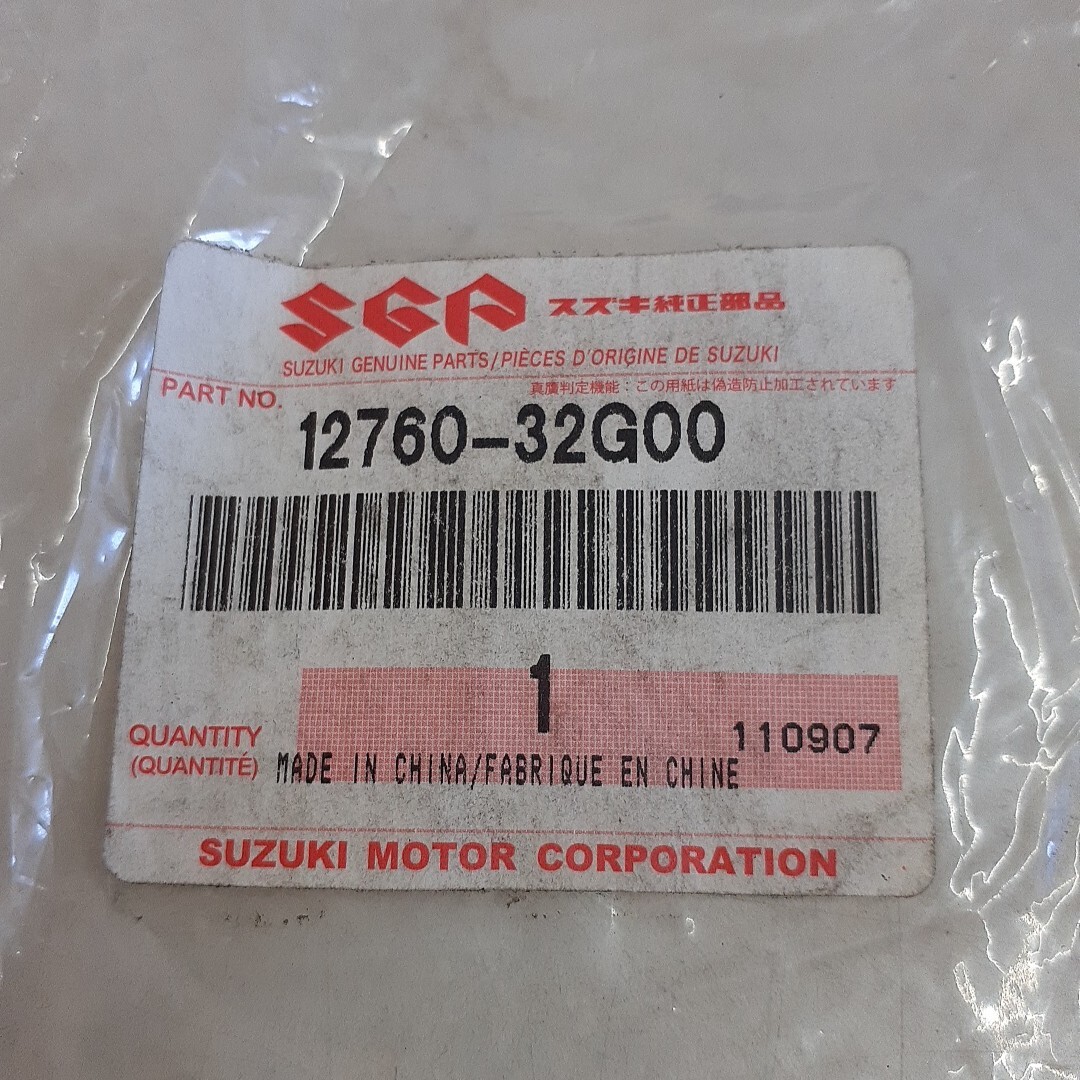 SGP スズキ純正部品
SUZUKI GENUINE PARTS/PIÈCES D'ORIGINE DE SUZUKI
PART NO.
真贋判定機能：この用紙は偽造防止加工されています
12760-32G00
1
110907
QUANTITY
(QUANTITÉ)
MADE IN CHINA/FABRIQUE EN CHINE
SUZUKI MOTOR CORPORATION